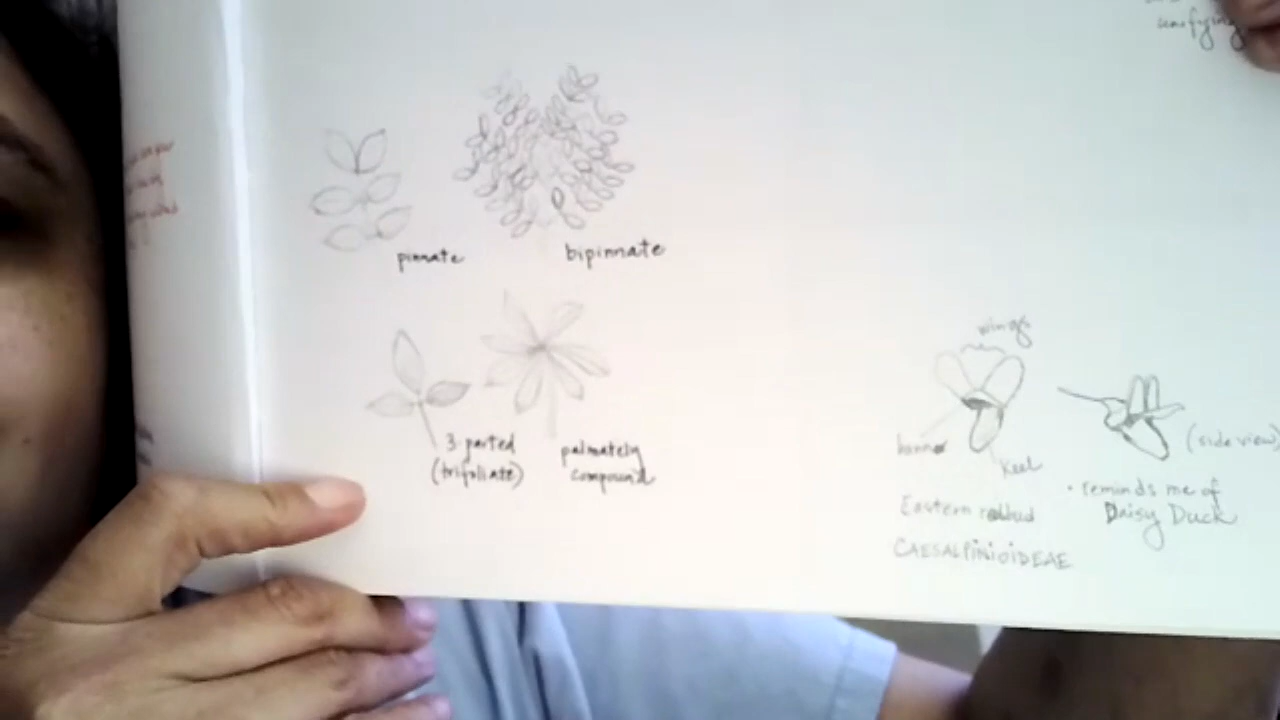 unifying
pinnate
bipinnate
3-parted
(trifoliate)
palmately
compound
wings
banner
keel
(side view)
Eastern redbud
CAESALPINIOIDEAE
• reminds me of
Daisy Duck